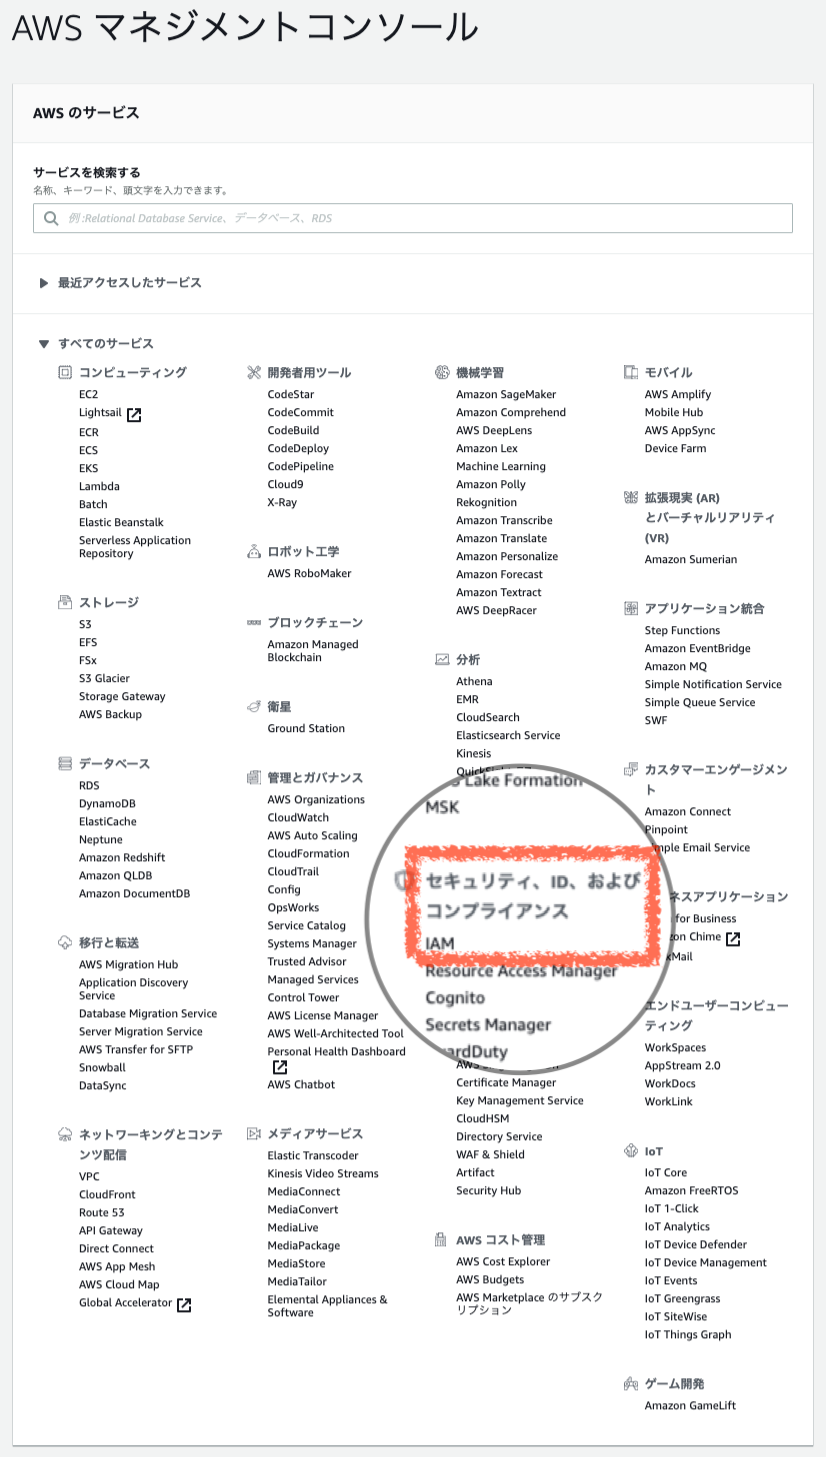 AWS マネジメントコンソール
AWS のサービス
サービスを検索する
名称、キーワード、頭文字を入力できます。
例 :Relational Database Service、データベース、RDS
最近アクセスしたサービス
すべてのサービス
コンピューティング
EC2
Lightsail
ECR
ECS
EKS
Lambda
Batch
Elastic Beanstalk
Serverless Application
Repository
ストレージ
S3
EFS
FSx
S3 Glacier
Storage Gateway
AWS Backup
データベース
RDS
DynamoDB
ElastiCache
Neptune
Amazon Redshift
Amazon QLDB
Amazon DocumentDB
移行と転送
AWS Migration Hub
Application Discovery
Service
Database Migration Service
Server Migration Service
AWS Transfer for SFTP
Snowball
DataSync
ネットワーキングとコンテ
ンツ配信
VPC
CloudFront
Route 53
API Gateway
Direct Connect
AWS App Mesh
AWS Cloud Map
Global Accelerator
開発者用ツール
CodeStar
CodeCommit
CodeBuild
CodeDeploy
CodePipeline
Cloud9
X-Ray
ロボット工学
AWS RoboMaker
ブロックチェーン
Amazon Managed
Blockchain
衛星
Ground Station
管理とガバナンス
AWS Organizations
CloudWatch
AWS Auto Scaling
CloudFormation
CloudTrail
Config
OpsWorks
Service Catalog
Systems Manager
Trusted Advisor
Managed Services
Control Tower
AWS License Manager
AWS Well-Architected Tool
Personal Health Dashboard
AWS Chatbot
メディアサービス
Elastic Transcoder
Kinesis Video Streams
MediaConnect
MediaConvert
MediaLive
MediaPackage
MediaStore
MediaTailor
Elemental Appliances &
Software
機械学習
Amazon SageMaker
Amazon Comprehend
AWS DeepLens
Amazon Lex
Machine Learning
Amazon Polly
Rekognition
Amazon Transcribe
Amazon Translate
Amazon Personalize
Amazon Forecast
Amazon Textract
AWS DeepRacer
分析
Athena
EMR
CloudSearch
Elasticsearch Service
Kinesis
Lake Formation
MSK
セキュリティ、ID、および
コンプライアンス
IAM
Resource Access Manager
Cognito
Secrets Manager
Certificate Manager
Key Management Service
CloudHSM
Directory Service
WAF & Shield
Artifact
Security Hub
AWS コスト管理
AWS Cost Explorer
AWS Budgets
AWS Marketplace のサブスク
リプション
モバイル
AWS Amplify
Mobile Hub
AWS AppSync
Device Farm
拡張現実 (AR)
とバーチャルリアリティ
(VR)
Amazon Sumerian
アプリケーション統合
Step Functions
Amazon EventBridge
Amazon MQ
Simple Notification Service
Simple Queue Service
SWF
カスタマーエンゲージメン
ト
Amazon Connect
Pinpoint
Email Service
ネスアプリケーション
for Business
Chime
エンドユーザーコンピュー
ティング
WorkSpaces
AppStream 2.0
WorkDocs
WorkLink
IoT
IoT Core
Amazon FreeRTOS
IoT 1-Click
IoT Analytics
IoT Device Defender
IoT Device Management
IoT Events
IoT Greengrass
IoT SiteWise
IoT Things Graph
ゲーム開発
Amazon GameLift